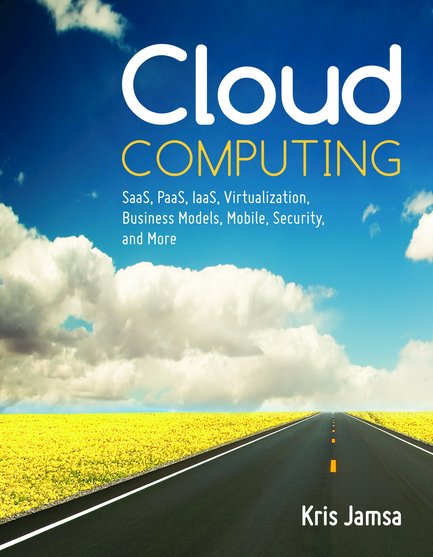 Cloud
COMPUTING
SaaS, PaaS, IaaS, Virtualization,
Business Models, Mobile, Security,
and More
Kris Jamsa